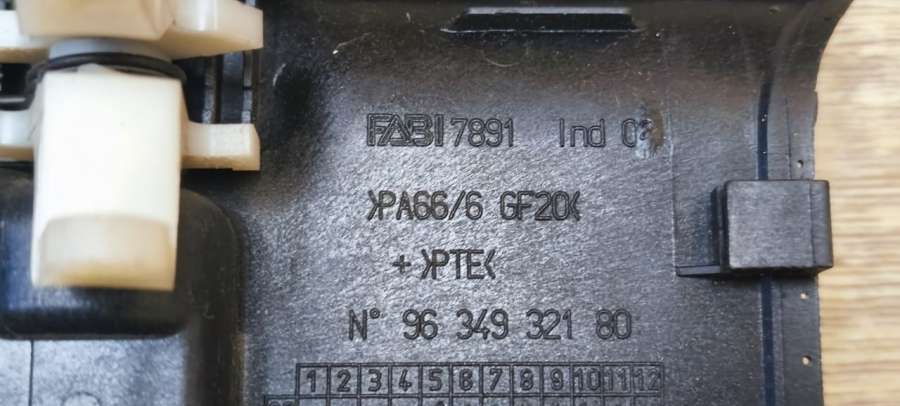 FABI 7891 Ind 0
>PA66/6 GF20<
+ >PTE<
N° 96 349 321 80
1 2 3 4 5 6 7 8 9 10 11 12